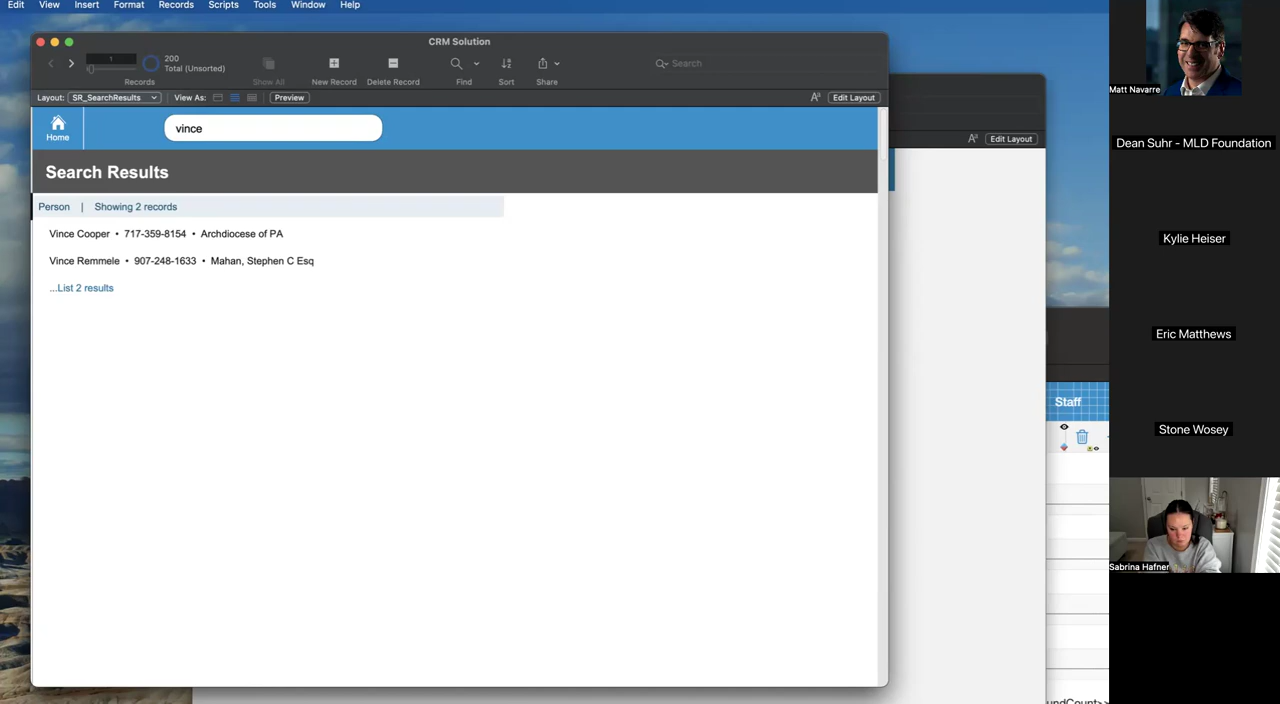 Edit View Insert Format Records Scripts Tools Window Help
CRM Solution
1
200
Total (Unsorted)
Records
Show All
New Record
Delete Record
Find
Sort
Share
Search
Layout: SR_SearchResults View As: Preview
Edit Layout
Home
vince
Search Results
Person | Showing 2 records
Vince Cooper • 717-359-8154 • Archdiocese of PA
Vince Remmele • 907-248-1633 • Mahan, Stephen C Esq
...List 2 results
Edit Layout
Staff
undCount>>
Matt Navarre
Dean Suhr - MLD Foundation
Kylie Heiser
Eric Matthews
Stone Wosey
Sabrina Hafner